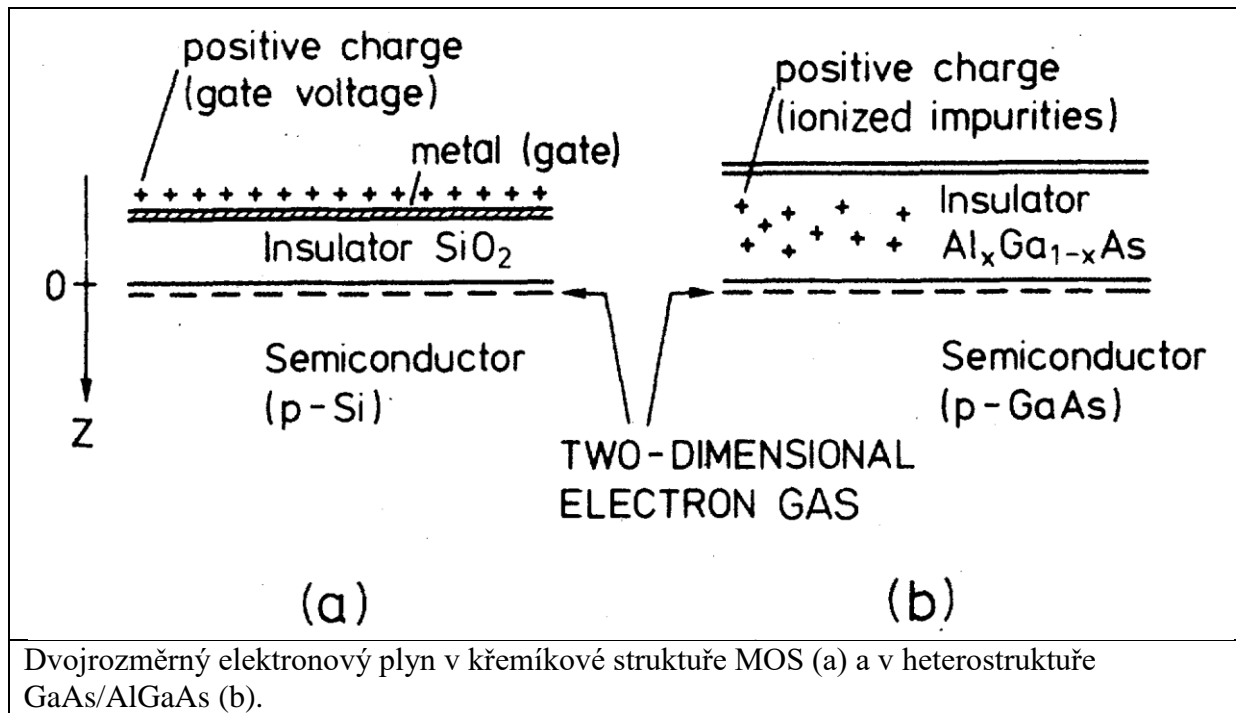 positive charge
(gate voltage)
metal (gate)
+ + + + + + + + + + + + + +
Insulator SiO₂
0
Semiconductor
(p-Si)
Z
(a)
positive charge
(ionized impurities)
Insulator
AlₓGa₁₋ₓAs
Semiconductor
(p-GaAs)
TWO-DIMENSIONAL
ELECTRON GAS
(b)
Dvojrozměrný elektronový plyn v křemíkové struktuře MOS (a) a v heterostruktuře
GaAs/AlGaAs (b).